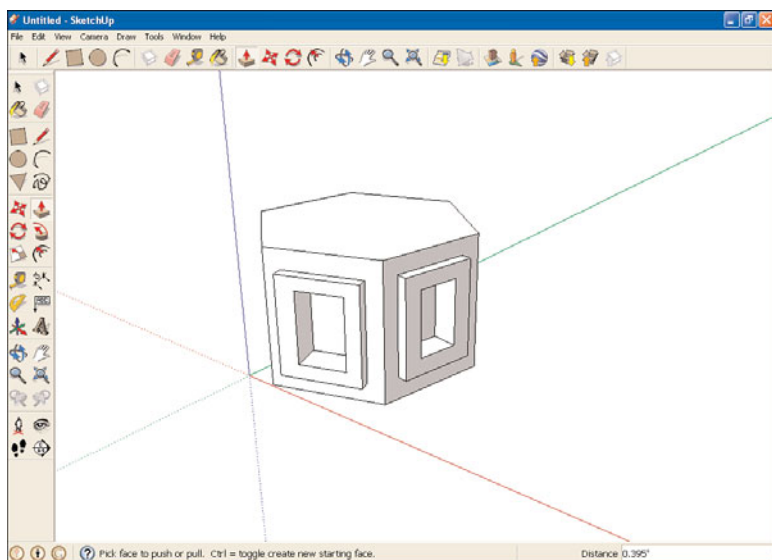 Untitled - SketchUp
File Edit View Camera Draw Tools Window Help
Pick face to push or pull. Ctrl = toggle create new starting face.
Distance 0.395'